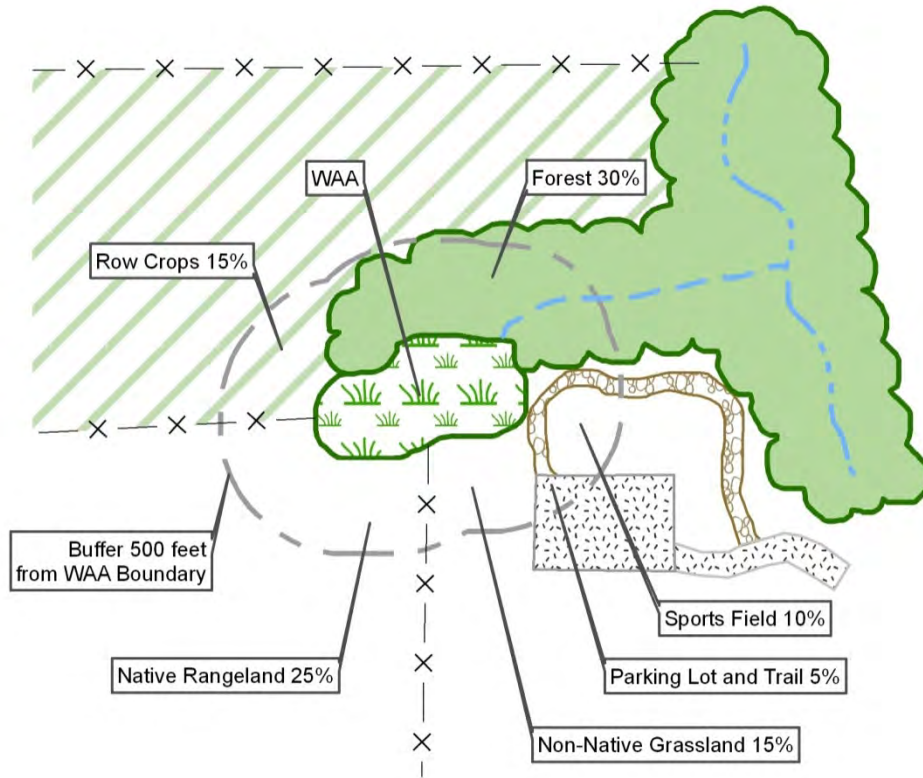 WAA
Forest 30%
Row Crops 15%
Buffer 500 feet
from WAA Boundary
Sports Field 10%
Native Rangeland 25%
Parking Lot and Trail 5%
Non-Native Grassland 15%